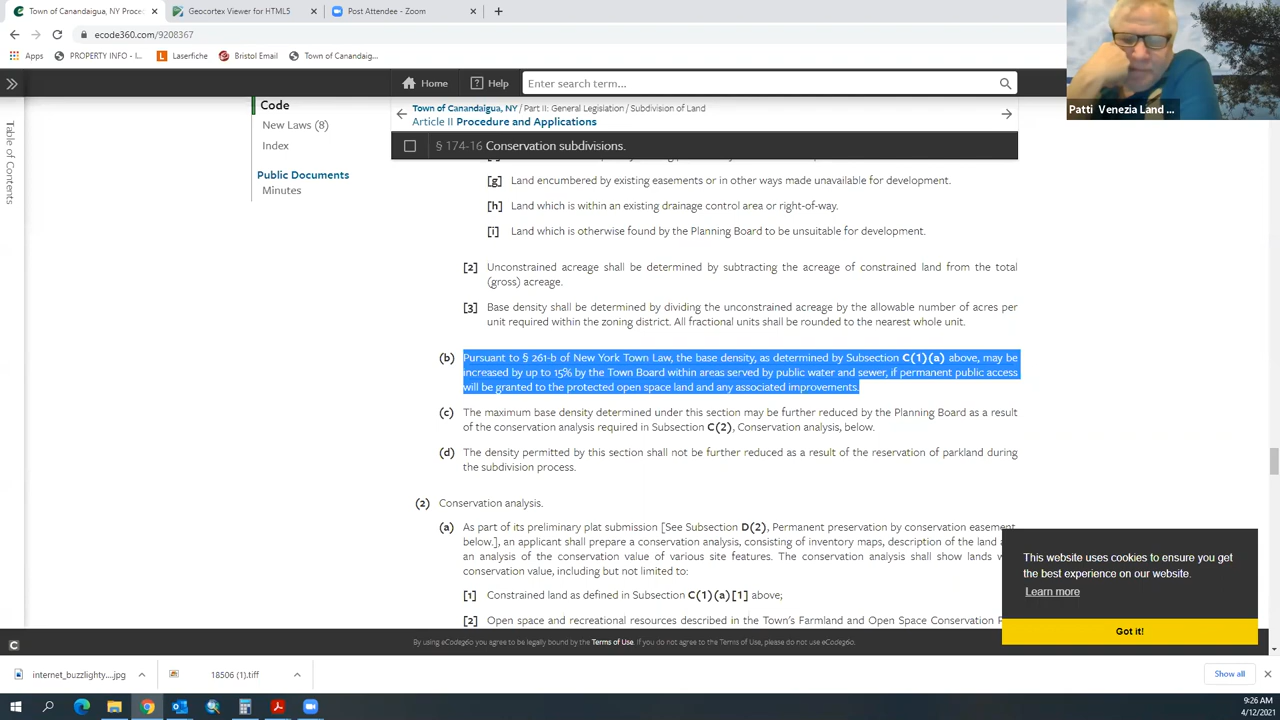 Town of Canandaigua, NY Proce
Geocortex Viewer for HTML5
Post Attendee - Zoom
ecode360.com/9208367
Apps
PROPERTY INFO - I...
Laserfiche
Bristol Email
Town of Canandaig...
Home
Help
Enter search term...
Patti Venezia Land ...
Code
New Laws (8)
Index
Public Documents
Minutes
Table of Contents
Town of Canandaigua, NY / Part II: General Legislation / Subdivision of Land
Article II Procedure and Applications
§ 174-16 Conservation subdivisions.
[g] Land encumbered by existing easements or in other ways made unavailable for development.
[h] Land which is within an existing drainage control area or right-of-way.
[i] Land which is otherwise found by the Planning Board to be unsuitable for development.
[2] Unconstrained acreage shall be determined by subtracting the acreage of constrained land from the total
(gross) acreage.
[3] Base density shall be determined by dividing the unconstrained acreage by the allowable number of acres per
unit required within the zoning district. All fractional units shall be rounded to the nearest whole unit.
(b) Pursuant to § 261-b of New York Town Law, the base density, as determined by Subsection C(1)(a) above, may be
increased by up to 15% by the Town Board within areas served by public water and sewer, if permanent public access
will be granted to the protected open space land and any associated improvements.
(c) The maximum base density determined under this section may be further reduced by the Planning Board as a result
of the conservation analysis required in Subsection C(2), Conservation analysis, below.
(d) The density permitted by this section shall not be further reduced as a result of the reservation of parkland during
the subdivision process.
(2) Conservation analysis.
(a) As part of its preliminary plat submission [See Subsection D(2), Permanent preservation by conservation easement,
below.], an applicant shall prepare a conservation analysis, consisting of inventory maps, description of the land
an analysis of the conservation value of various site features. The conservation analysis shall show lands
conservation value, including but not limited to:
[1] Constrained land as defined in Subsection C(1)(a)[1] above;
[2] Open space and recreational resources described in the Town's Farmland and Open Space Conservation
This website uses cookies to ensure you get
the best experience on our website.
Learn more
Got it!
By using eCode360 you agree to be legally bound by the Terms of Use. If you do not agree to the Terms of Use, please do not use eCode360.
internet_buzzlighty....jpg
18506 (1).tiff
Show all
9:26 AM
4/12/2021